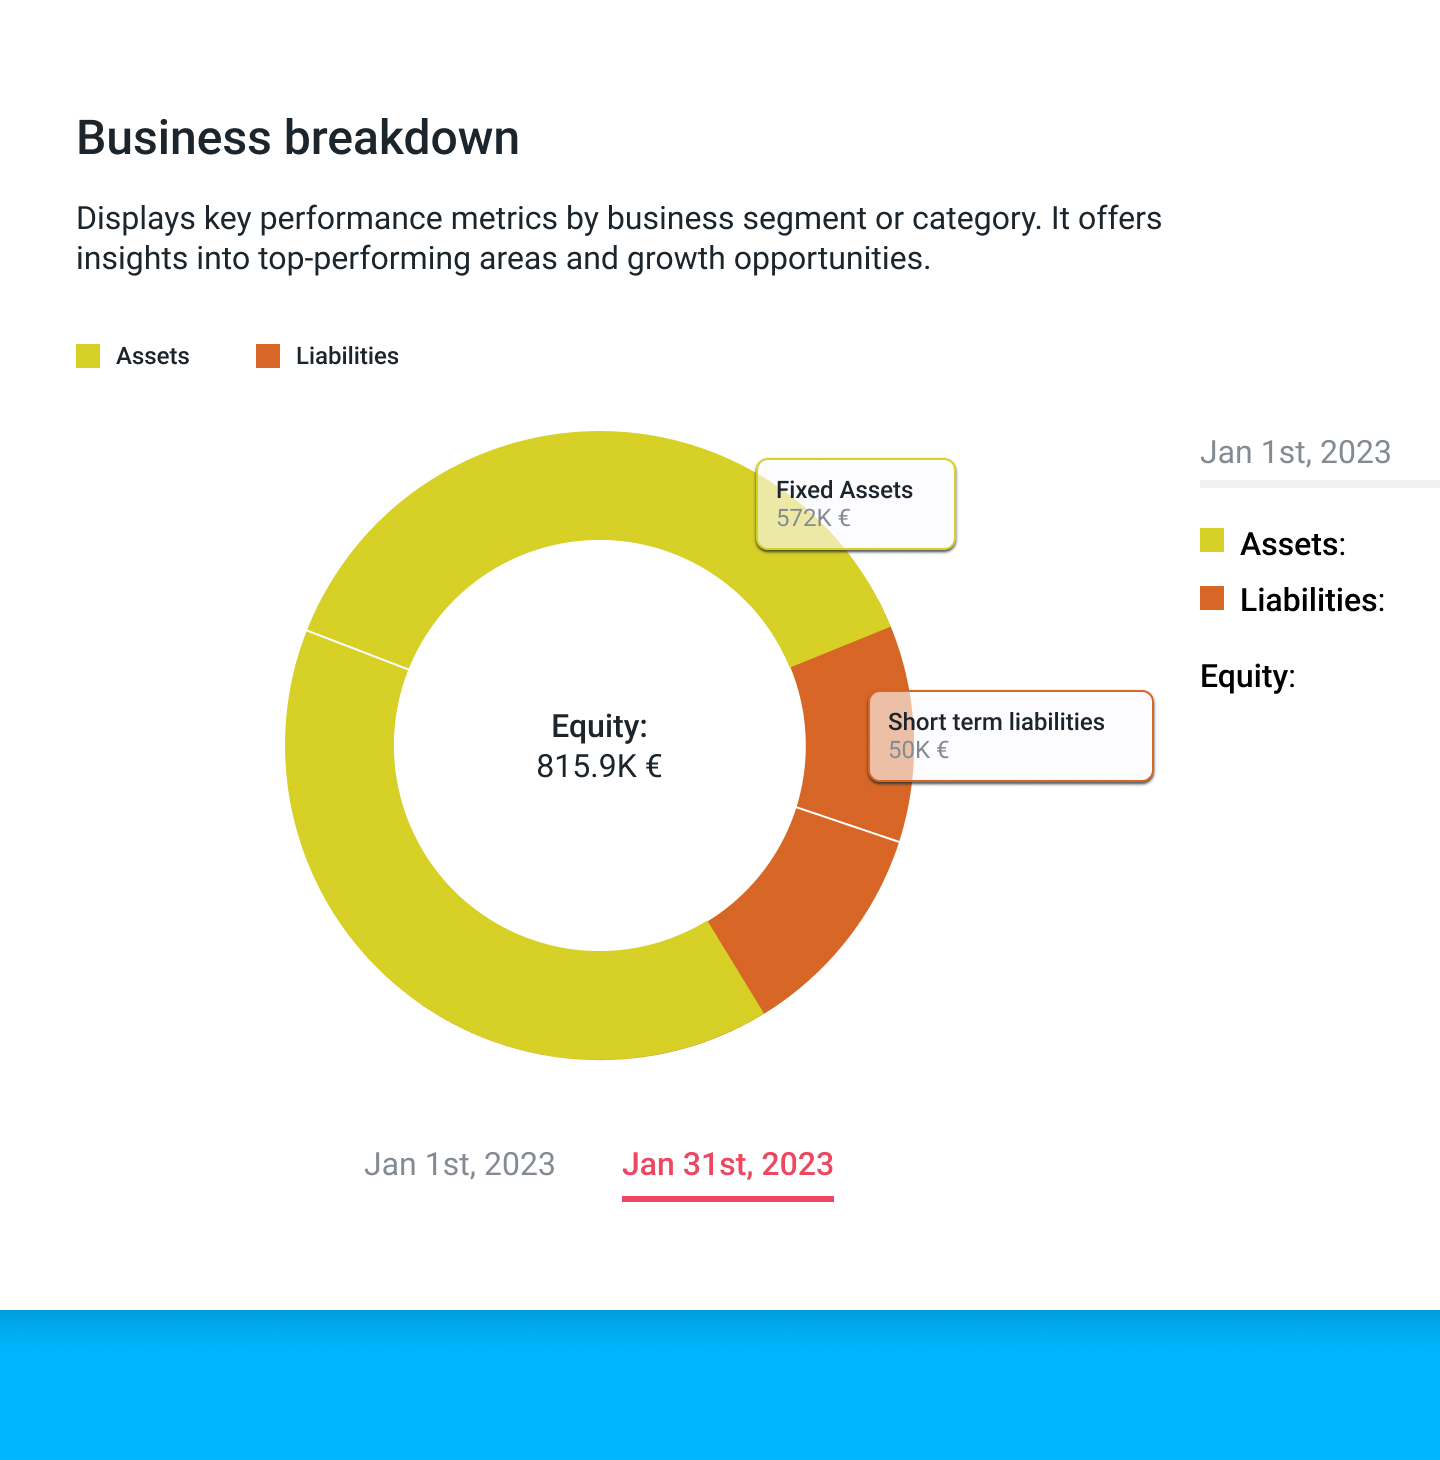 Business breakdown
Displays key performance metrics by business segment or category. It offers
insights into top-performing areas and growth opportunities.
Assets
Liabilities
Fixed Assets
572K €
Short term liabilities
50K €
Equity:
815.9K €
Jan 1st, 2023
Jan 31st, 2023
Jan 1st, 2023
Assets:
Liabilities:
Equity: